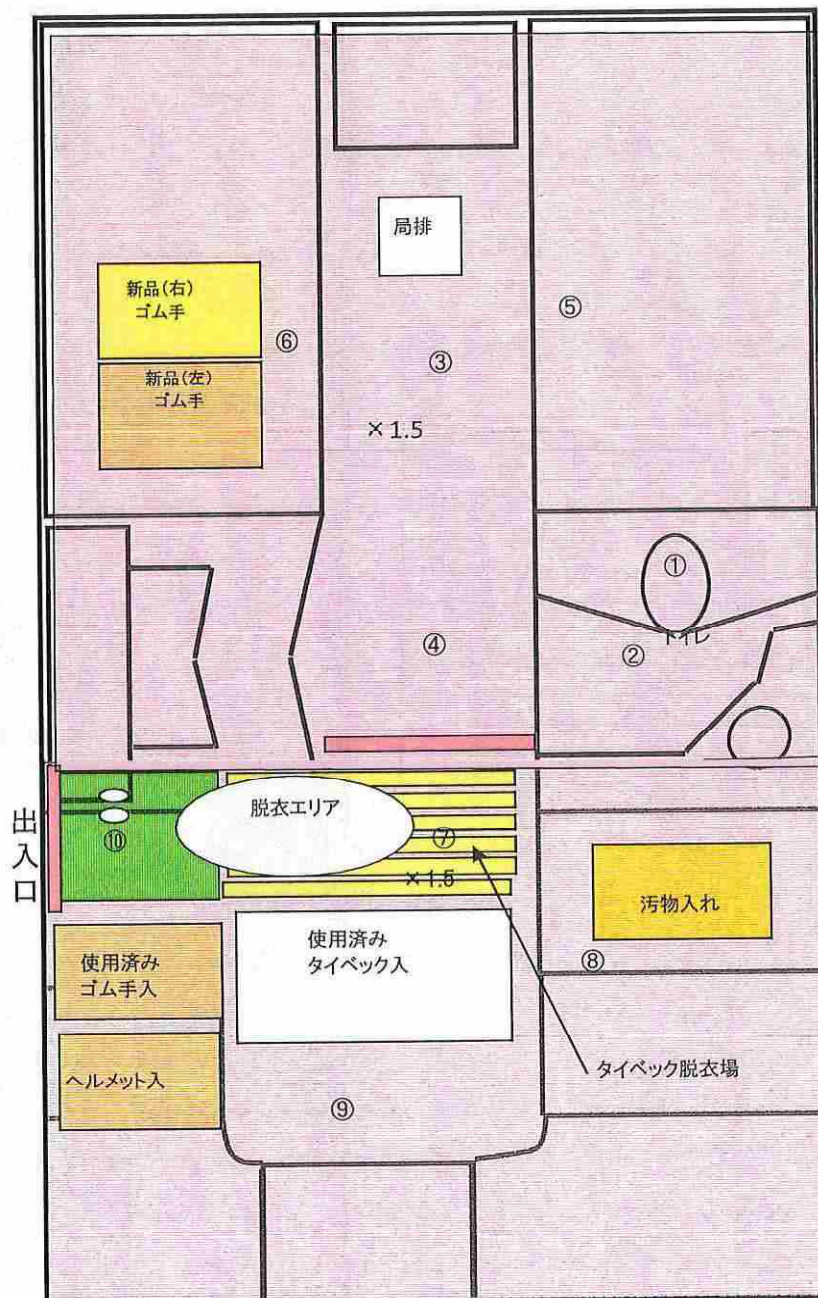 局排
新品(右)
ゴム手
⑥
新品(左)
ゴム手
③
⑤
×1.5
①
トイレ
④
②
出入口
脱衣エリア
⑩
⑦
×1.5
汚物入れ
使用済み
タイベック入
使用済み
ゴム手入
⑧
ヘルメット入
タイベック脱衣場
⑨